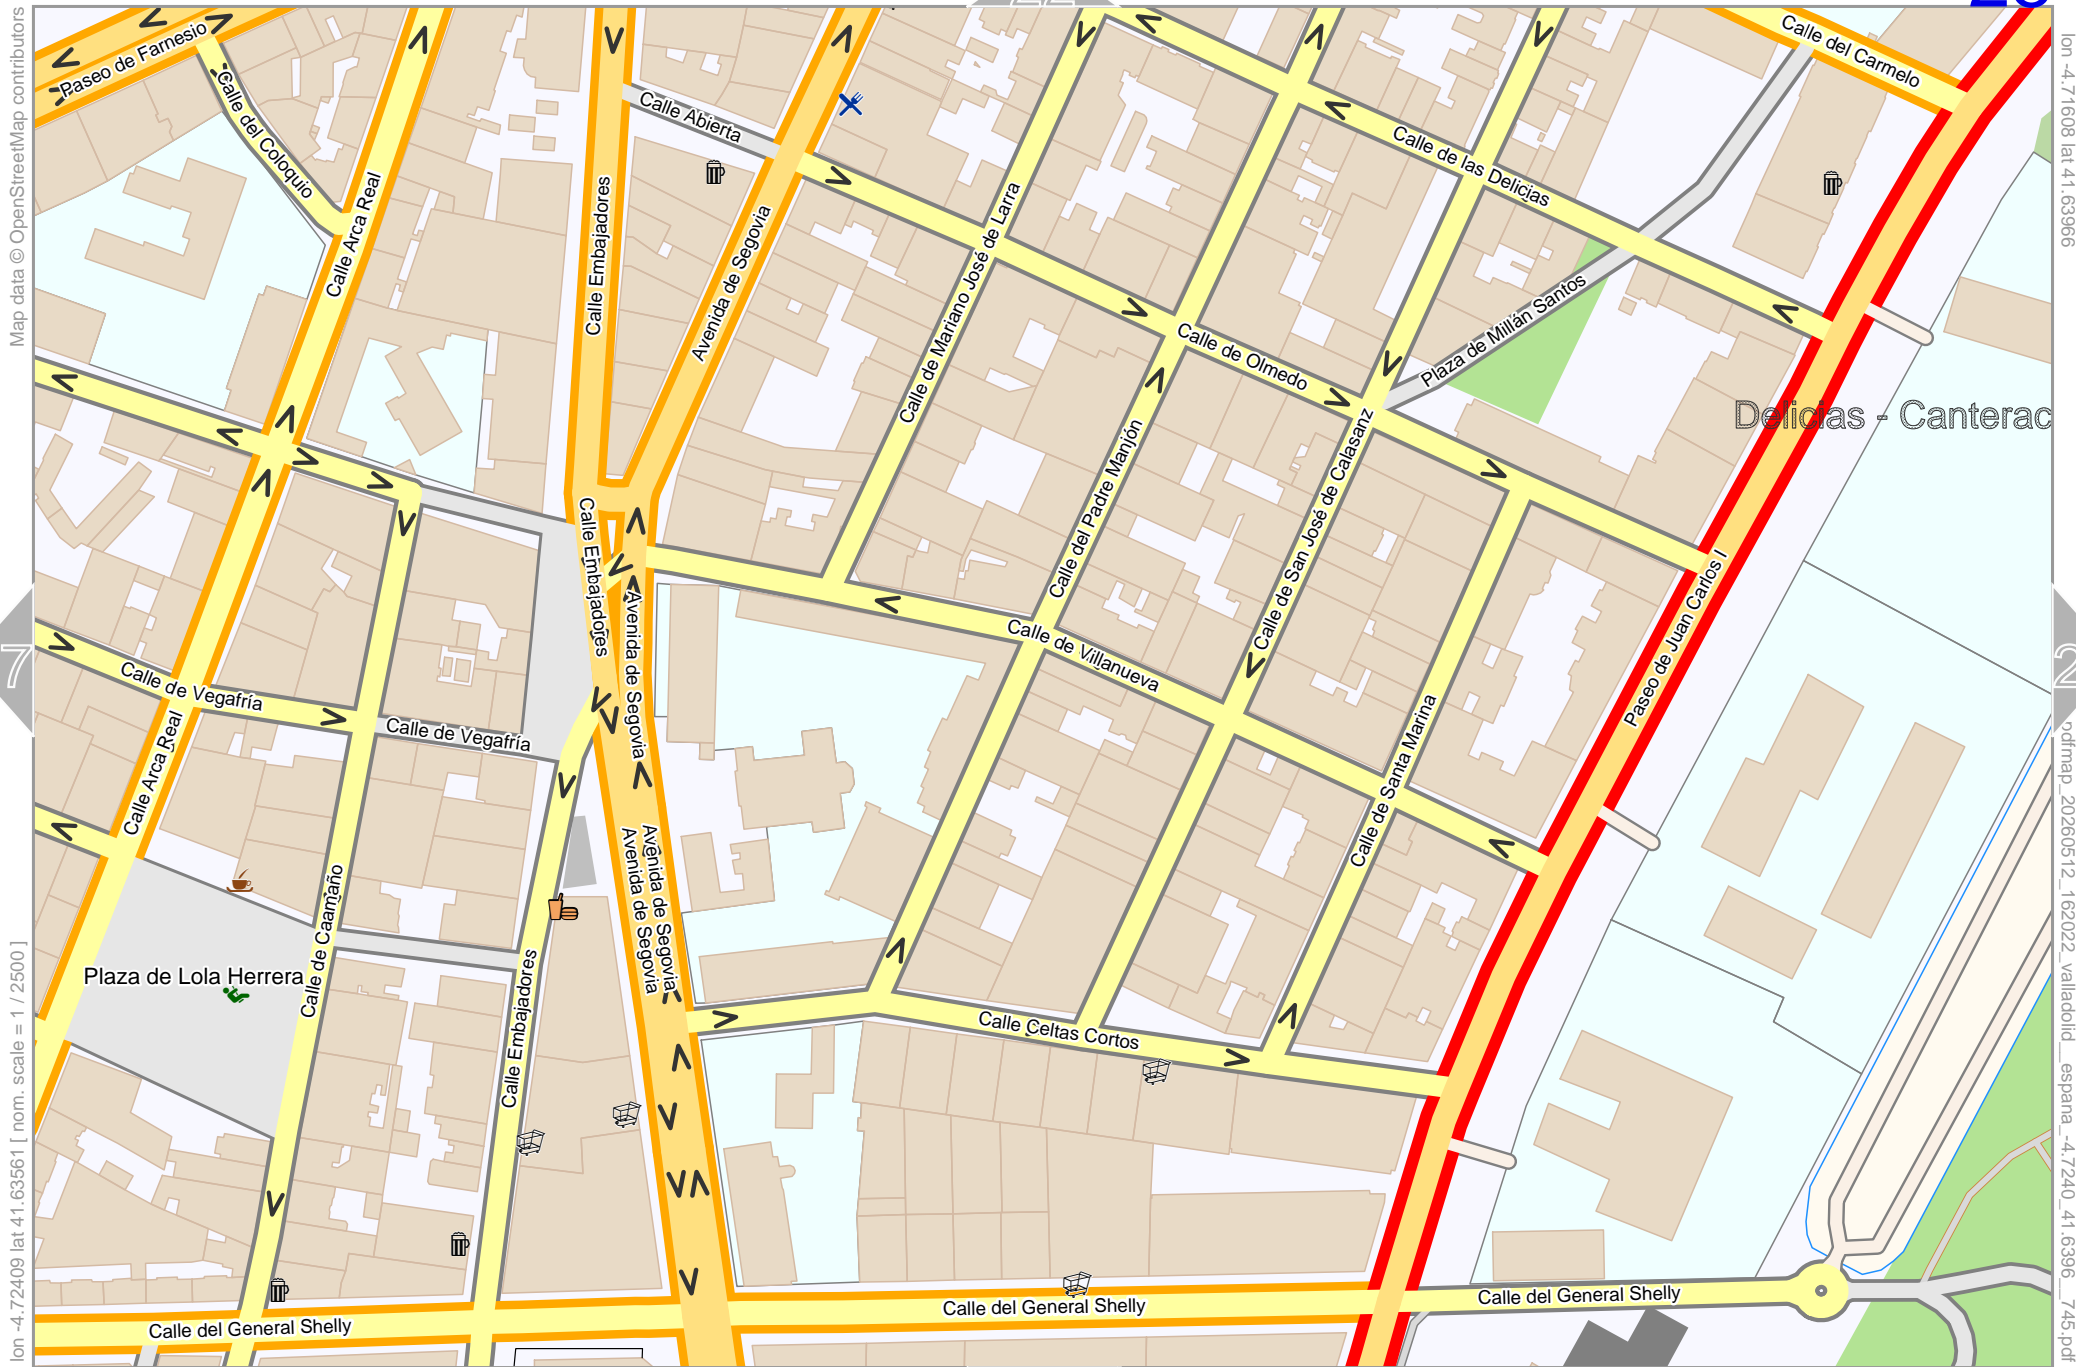 Map data © OpenStreetMap contributors
lon -4.72409 lat 41.63561 [ nom. scale = 1 / 2500 ]
lon -4.71608 lat 41.63966
pdfmap_20260512_162022_valladolid__espana_-4.7240_41.6396__745.pdf
22
7
2
Paseo de Farnesio
Calle del Coloquio
Calle Arca Real
Calle Embajadores
Calle Abierta
Avenida de Segovia
Calle de Mariano José de Larra
Calle de las Delicias
Calle del Carmelo
Plaza de Millán Santos
Calle de Olmedo
Delicias - Canterac
Calle del Padre Manjón
Calle de San José de Calasanz
Calle Embajadores
Avenida de Segovia
Calle de Villanueva
Paseo de Juan Carlos I
Calle de Vegafría
Calle de Vegafría
Calle Arca Real
Calle de Santa Marina
Avenida de Segovia
Avenida de Segovia
Calle de Caamaño
Plaza de Lola Herrera
Calle Embajadores
Calle Celtas Cortos
Calle del General Shelly
Calle del General Shelly
Calle del General Shelly